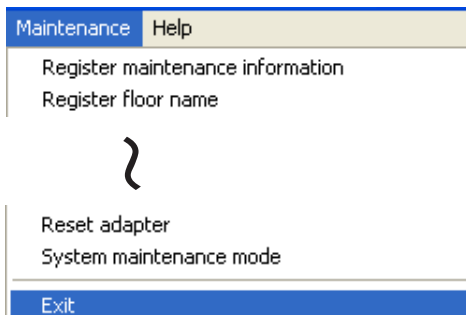 Maintenance Help
Register maintenance information
Register floor name
Reset adapter
System maintenance mode
Exit